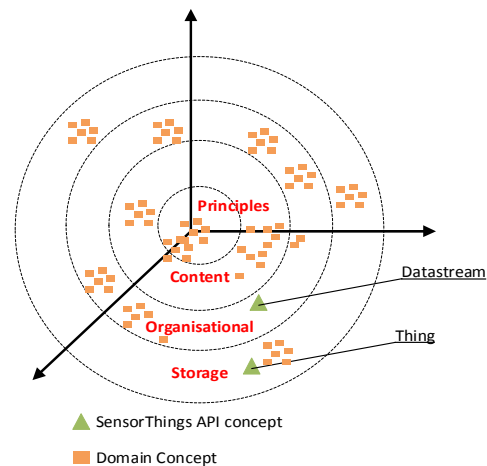 Principles
Content
Datastream
Organisational
Thing
Storage
SensorThings API concept
Domain Concept